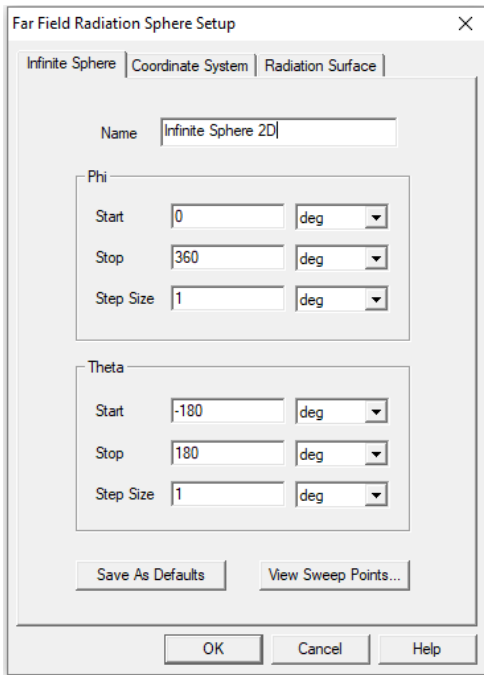 Far Field Radiation Sphere Setup
Infinite Sphere Coordinate System Radiation Surface
Name Infinite Sphere 2D
Phi
Start 0 deg
Stop 360 deg
Step Size 1 deg
Theta
Start -180 deg
Stop 180 deg
Step Size 1 deg
Save As Defaults View Sweep Points...
OK Cancel Help